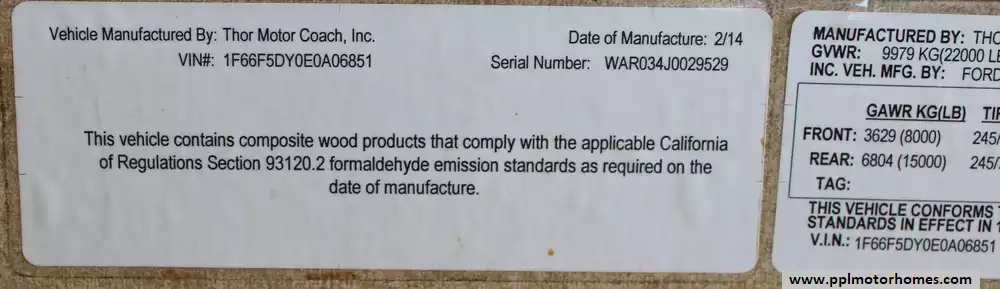 Vehicle Manufactured By: Thor Motor Coach, Inc.
Date of Manufacture: 2/14
VIN#: 1F66F5DY0E0A06851
Serial Number: WAR034J0029529
This vehicle contains composite wood products that comply with the applicable California
of Regulations Section 93120.2 formaldehyde emission standards as required on the
date of manufacture.
MANUFACTURED BY: THO
GVWR: 9979 KG(22000 L
INC. VEH. MFG. BY: FORD
GAWR KG(LB) TI
FRONT: 3629 (8000) 245/
REAR: 6804 (15000) 245/
TAG:
THIS VEHICLE CONFORMS
STANDARDS IN EFFECT IN
V.I.N.: 1F66F5DY0E0A06851
www.pplmotorhomes.com